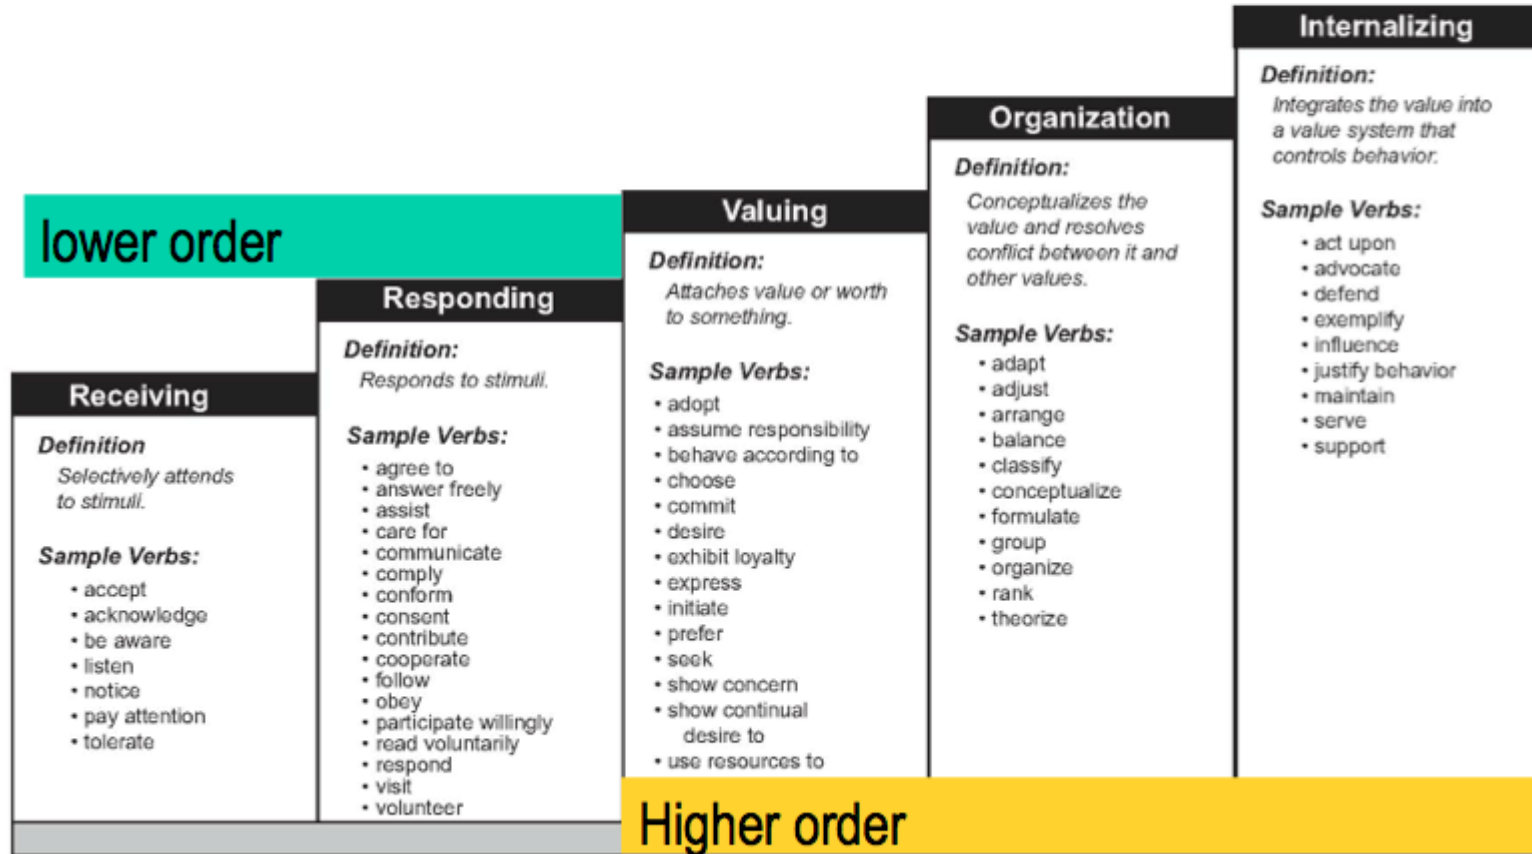 lower order
Receiving
Definition
Selectively attends
to stimuli.
Sample Verbs:
• accept
• acknowledge
• be aware
• listen
• notice
• pay attention
• tolerate
Responding
Definition:
Responds to stimuli.
Sample Verbs:
• agree to
• answer freely
• assist
• care for
• communicate
• comply
• conform
• consent
• contribute
• cooperate
• follow
• obey
• participate willingly
• read voluntarily
• respond
• visit
• volunteer
Valuing
Definition:
Attaches value or worth
to something.
Sample Verbs:
• adopt
• assume responsibility
• behave according to
• choose
• commit
• desire
• exhibit loyalty
• express
• initiate
• prefer
• seek
• show concern
• show continual
desire to
• use resources to
Organization
Definition:
Conceptualizes the
value and resolves
conflict between it and
other values.
Sample Verbs:
• adapt
• adjust
• arrange
• balance
• classify
• conceptualize
• formulate
• group
• organize
• rank
• theorize
Internalizing
Definition:
Integrates the value into
a value system that
controls behavior.
Sample Verbs:
• act upon
• advocate
• defend
• exemplify
• influence
• justify behavior
• maintain
• serve
• support
Higher order